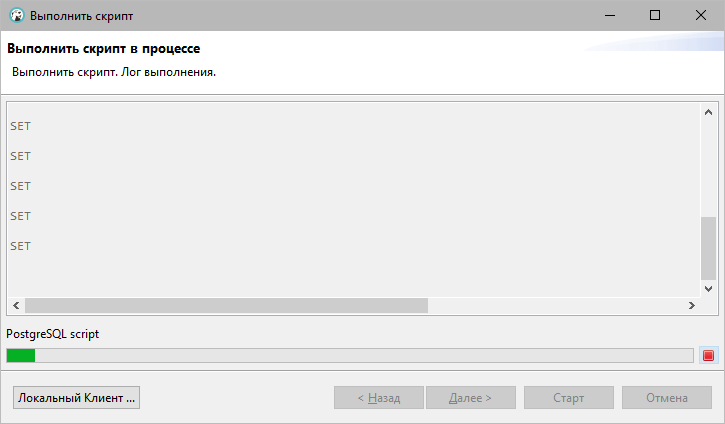 Выполнить скрипт
Выполнить скрипт в процессе
Выполнить скрипт. Лог выполнения.
SET
SET
SET
SET
SET
PostgreSQL script
Локальный Клиент ...
< Назад
Далее >
Старт
Отмена